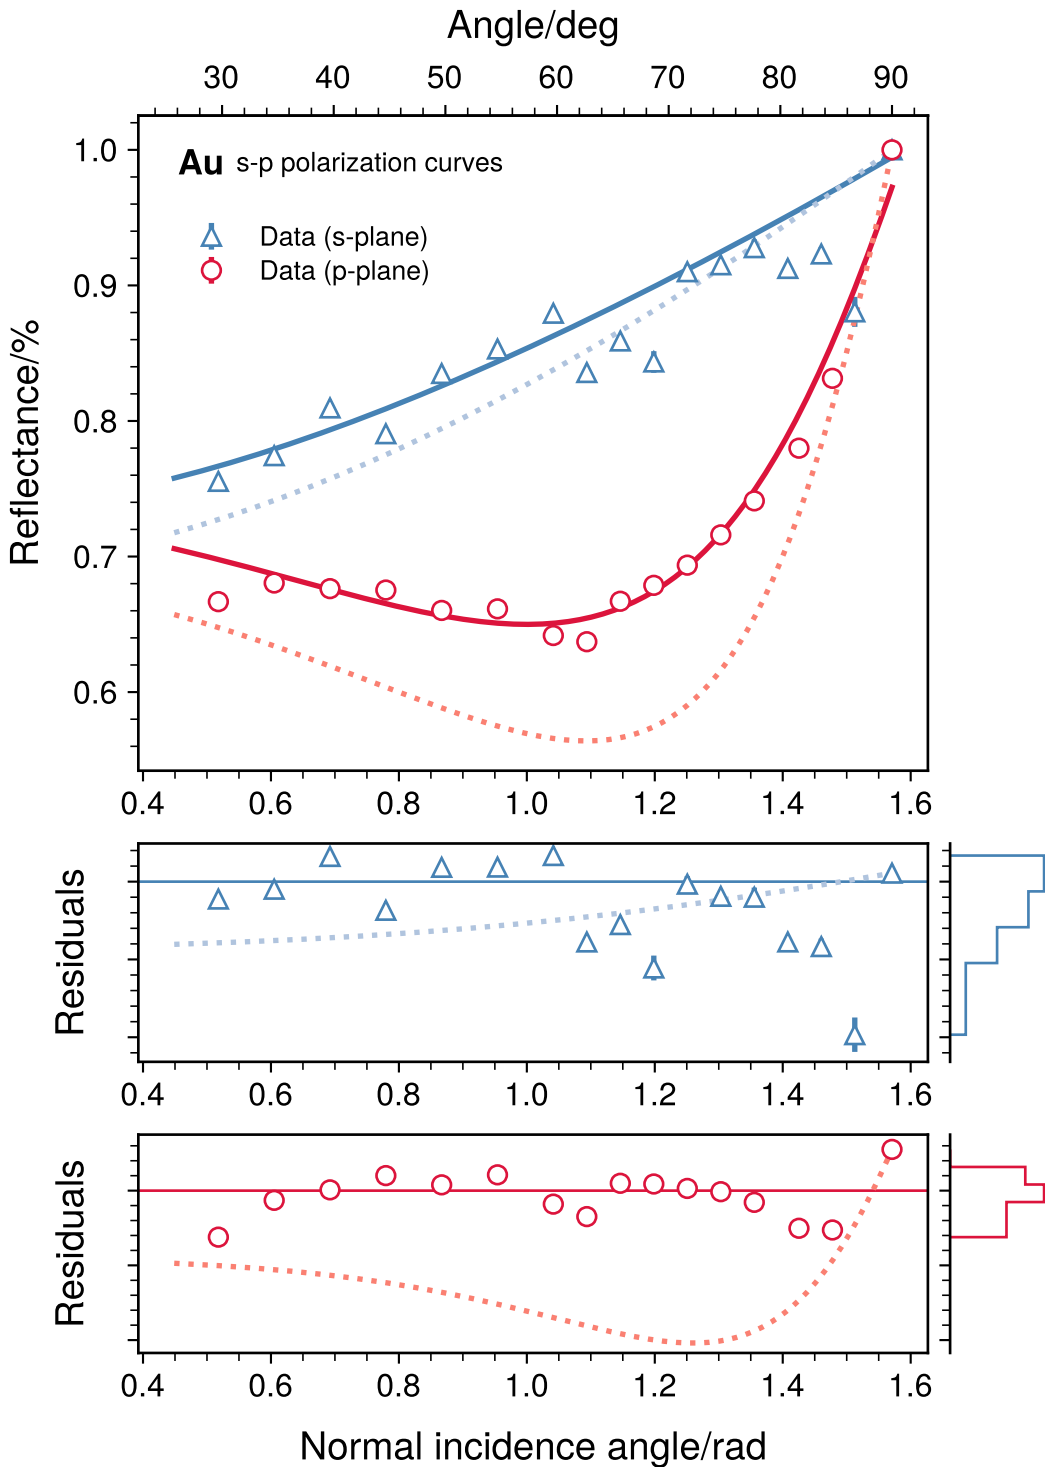 Angle/deg
30 40 50 60 70 80 90
Au s-p polarization curves
Data (s-plane)
Data (p-plane)
Reflectance/%
1.0
0.9
0.8
0.7
0.6
0.4 0.6 0.8 1.0 1.2 1.4 1.6
Residuals
0.4 0.6 0.8 1.0 1.2 1.4 1.6
Residuals
0.4 0.6 0.8 1.0 1.2 1.4 1.6
Normal incidence angle/rad